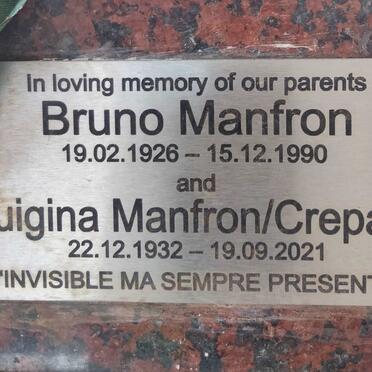 In loving memory of our parents
Bruno Manfron
19.02.1926 – 15.12.1990
and
uigina Manfron/Crepa
22.12.1932 – 19.09.2021
"INVISIBLE MA SEMPRE PRESENT